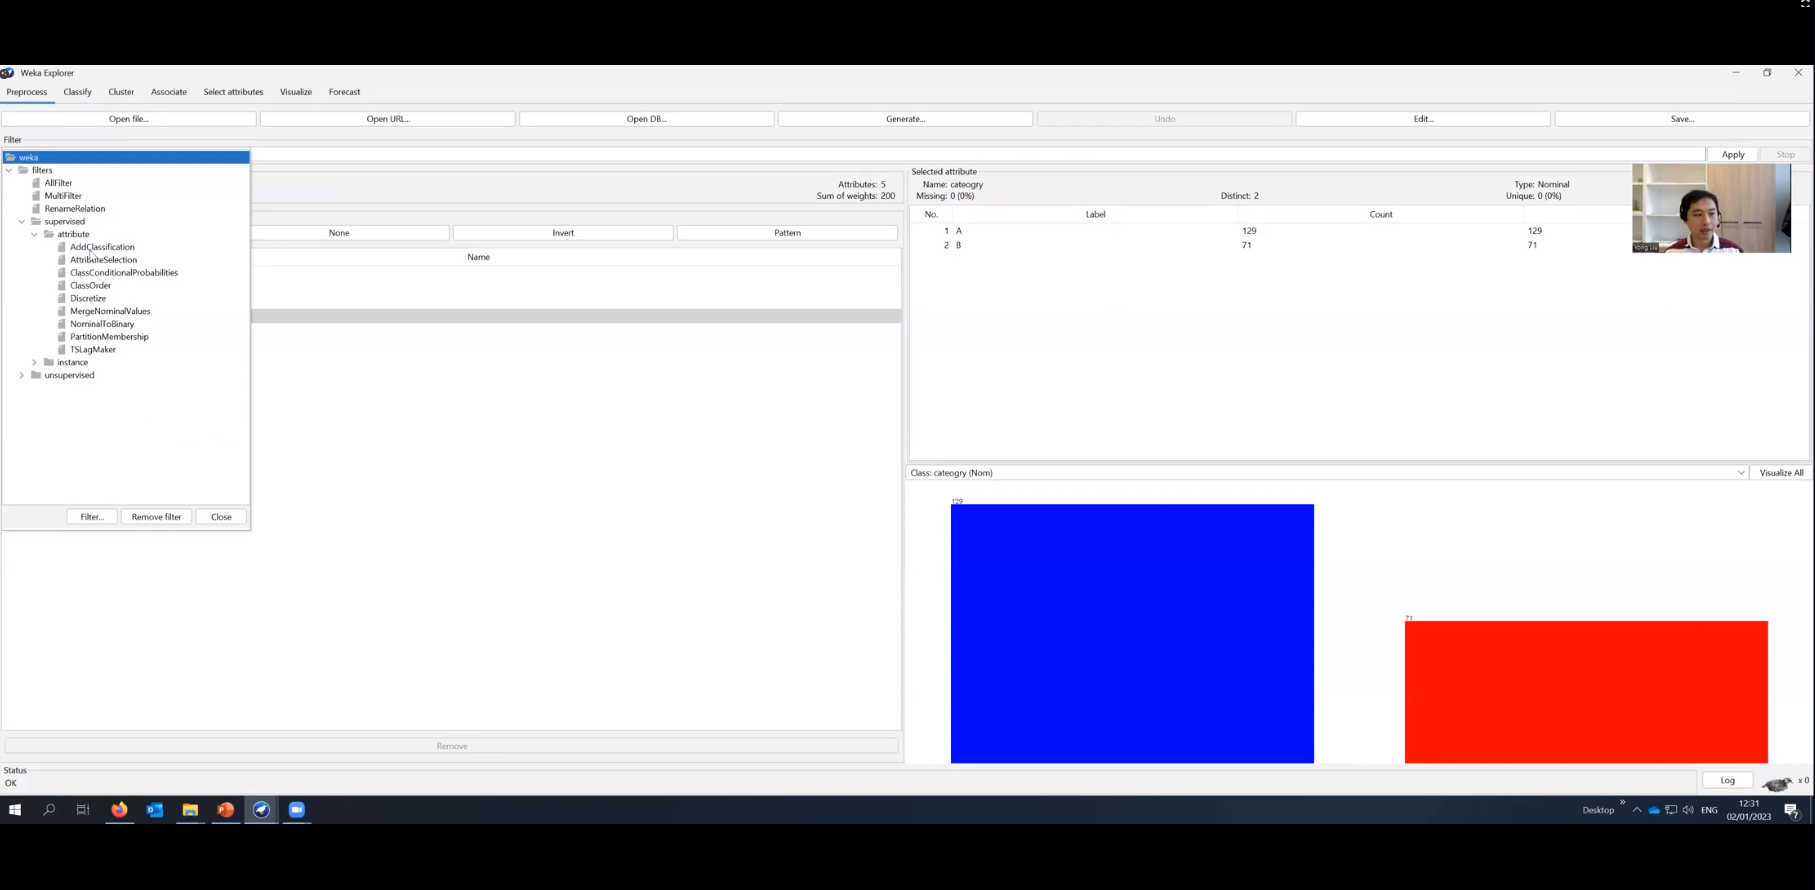 Weka Explorer
Preprocess Classify Cluster Associate Select attributes Visualize Forecast
Open file... Open URL... Open DB... Generate... Undo Edit... Save...
Filter
weka
Apply Stop
filters
AllFilter
MultiFilter
RenameRelation
supervised
attribute
AddClassification
AttributeSelection
ClassConditionalProbabilities
ClassOrder
Discretize
MergeNominalValues
NominalToBinary
PartitionMembership
TSLagMaker
instance
unsupervised
Filter... Remove filter Close
Attributes: 5
Sum of weights: 200
None Invert Pattern
Name
Remove
Selected attribute
Name: cateogry Type: Nominal
Missing: 0 (0%) Distinct: 2 Unique: 0 (0%)
No. Label Count
1 A 129 129
2 B 71 71
Yong Liu
Class: cateogry (Nom) Visualize All
129
71
Status
OK
Log x 0
Desktop » ENG 12:31
02/01/2023
7